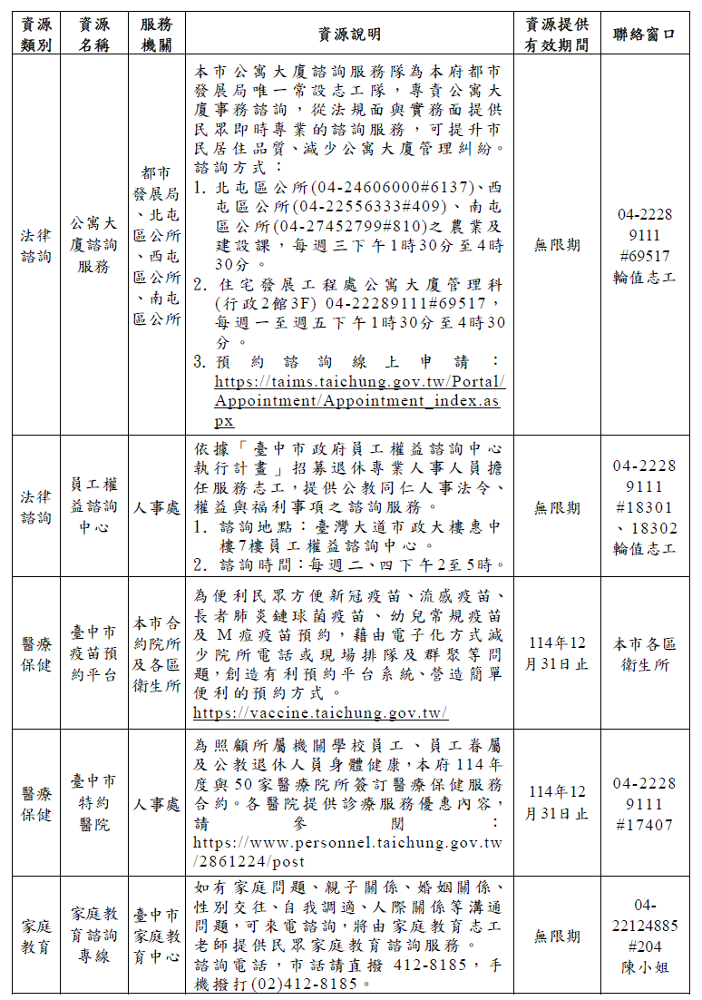 資源類別
資源名稱
服務機關
資源說明
資源提供有效期間
聯絡窗口
法律諮詢
公寓大廈諮詢服務
都市發展局、北屯區公所、西屯區公所、南屯區公所
本市公寓大廈諮詢服務隊為本府都市
發展局唯一常設志工隊，專責公寓大
廈事務諮詢，從法規面與實務面提供
民眾即時專業的諮詢服務，可提升市
民居住品質、減少公寓大廈管理糾紛。
諮詢方式：
1. 北屯區公所(04-24606000#6137)、西
屯區公所(04-22556333#409)、南屯
區公所(04-27452799#810)之農業及
建設課，每週三下午1時30分至4時
30分。
2. 住宅發展工程處公寓大廈管理科
(行政2館3F) 04-22289111#69517，
每週一至週五下午1時30分至4時30
分。
3. 預約諮詢線上申請：
https://taims.taichung.gov.tw/Portal/
Appointment/Appointment_index.as
px
無限期
04-2228
9111
#69517
輪值志工
法律諮詢
員工權益諮詢中心
人事處
依據「臺中市政府員工權益諮詢中心
執行計畫」招募退休專業人事人員擔
任服務志工，提供公教同仁人事法令、
權益與福利事項之諮詢服務。
1. 諮詢地點：臺灣大道市政大樓惠中
樓7樓員工權益諮詢中心。
2. 諮詢時間：每週二、四下午2至5時。
無限期
04-2228
9111
#18301
、18302
輪值志工
醫療保健
臺中市疫苗預約平台
本市合約院所及各區衛生所
為便利民眾方便新冠疫苗、流感疫苗、
長者肺炎鏈球菌疫苗、幼兒常規疫苗
及 M 痘疫苗預約，藉由電子化方式減
少院所電話或現場排隊及群聚等問
題，創造有利預約平台系統、營造簡單
便利的預約方式。
https://vaccine.taichung.gov.tw/
114年12
月31日止
本市各區
衛生所
醫療保健
臺中市特約醫院
人事處
為照顧所屬機關學校員工、員工眷屬
及公教退休人員身體健康，本府114年
度與50家醫療院所簽訂醫療保健服務
合約。各醫院提供診療服務優惠內容，
請參閱：
https://www.personnel.taichung.gov.tw
/2861224/post
114年12
月31日止
04-2228
9111
#17407
家庭教育
家庭教育諮詢專線
臺中市家庭教育中心
如有家庭問題、親子關係、婚姻關係、
性別交往、自我調適、人際關係等溝通
問題，可來電諮詢，將由家庭教育志工
老師提供民眾家庭教育諮詢服務。
諮詢電話，市話請直撥 412-8185，手
機撥打(02)412-8185。
無限期
04-
22124885
#204
陳小姐